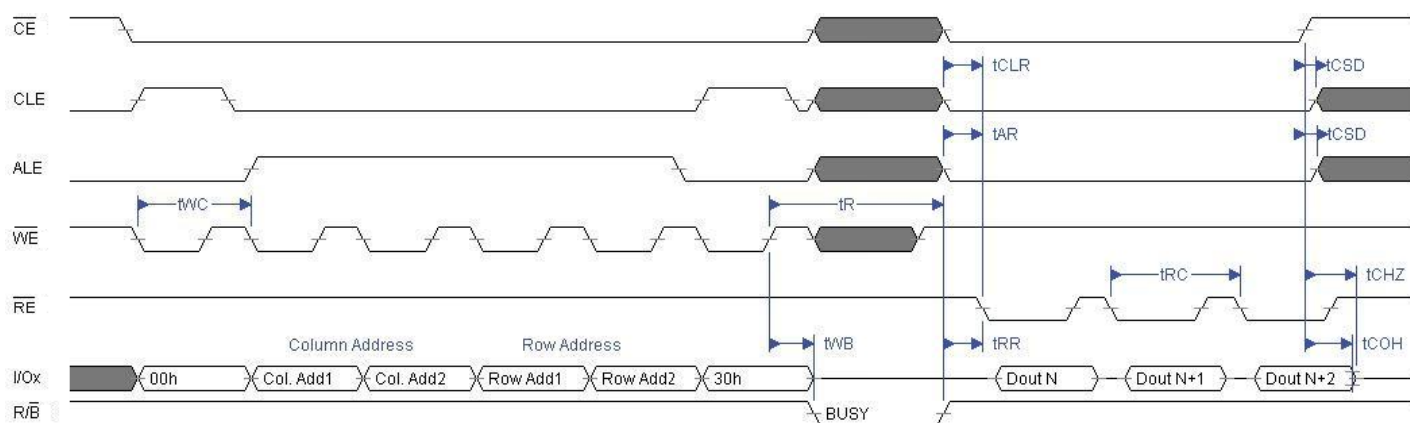 CE
tCLR
tCSD
CLE
tAR
tCSD
ALE
tWC
tR
WE
tRC
tCHZ
RE
Column Address
Row Address
tWB
tRR
tCOH
I/Ox
00h
Col. Add1
Col. Add2
Row Add1
Row Add2
30h
Dout N
Dout N+1
Dout N+2
R/B
BUSY